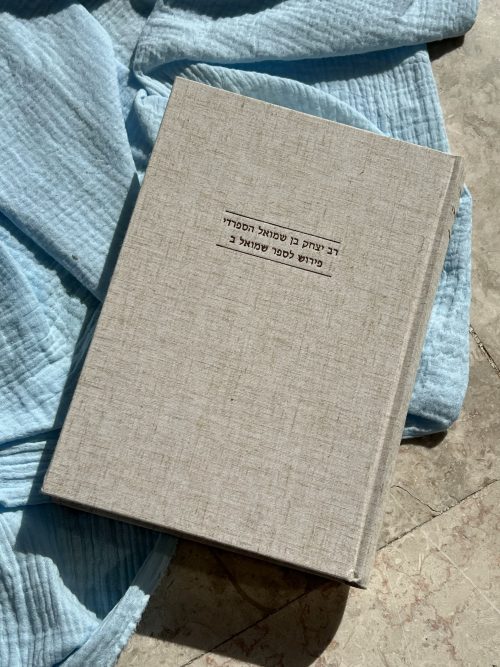 רב יצחק בן שמואל הספרדי
פירוש לספר שמואל ב